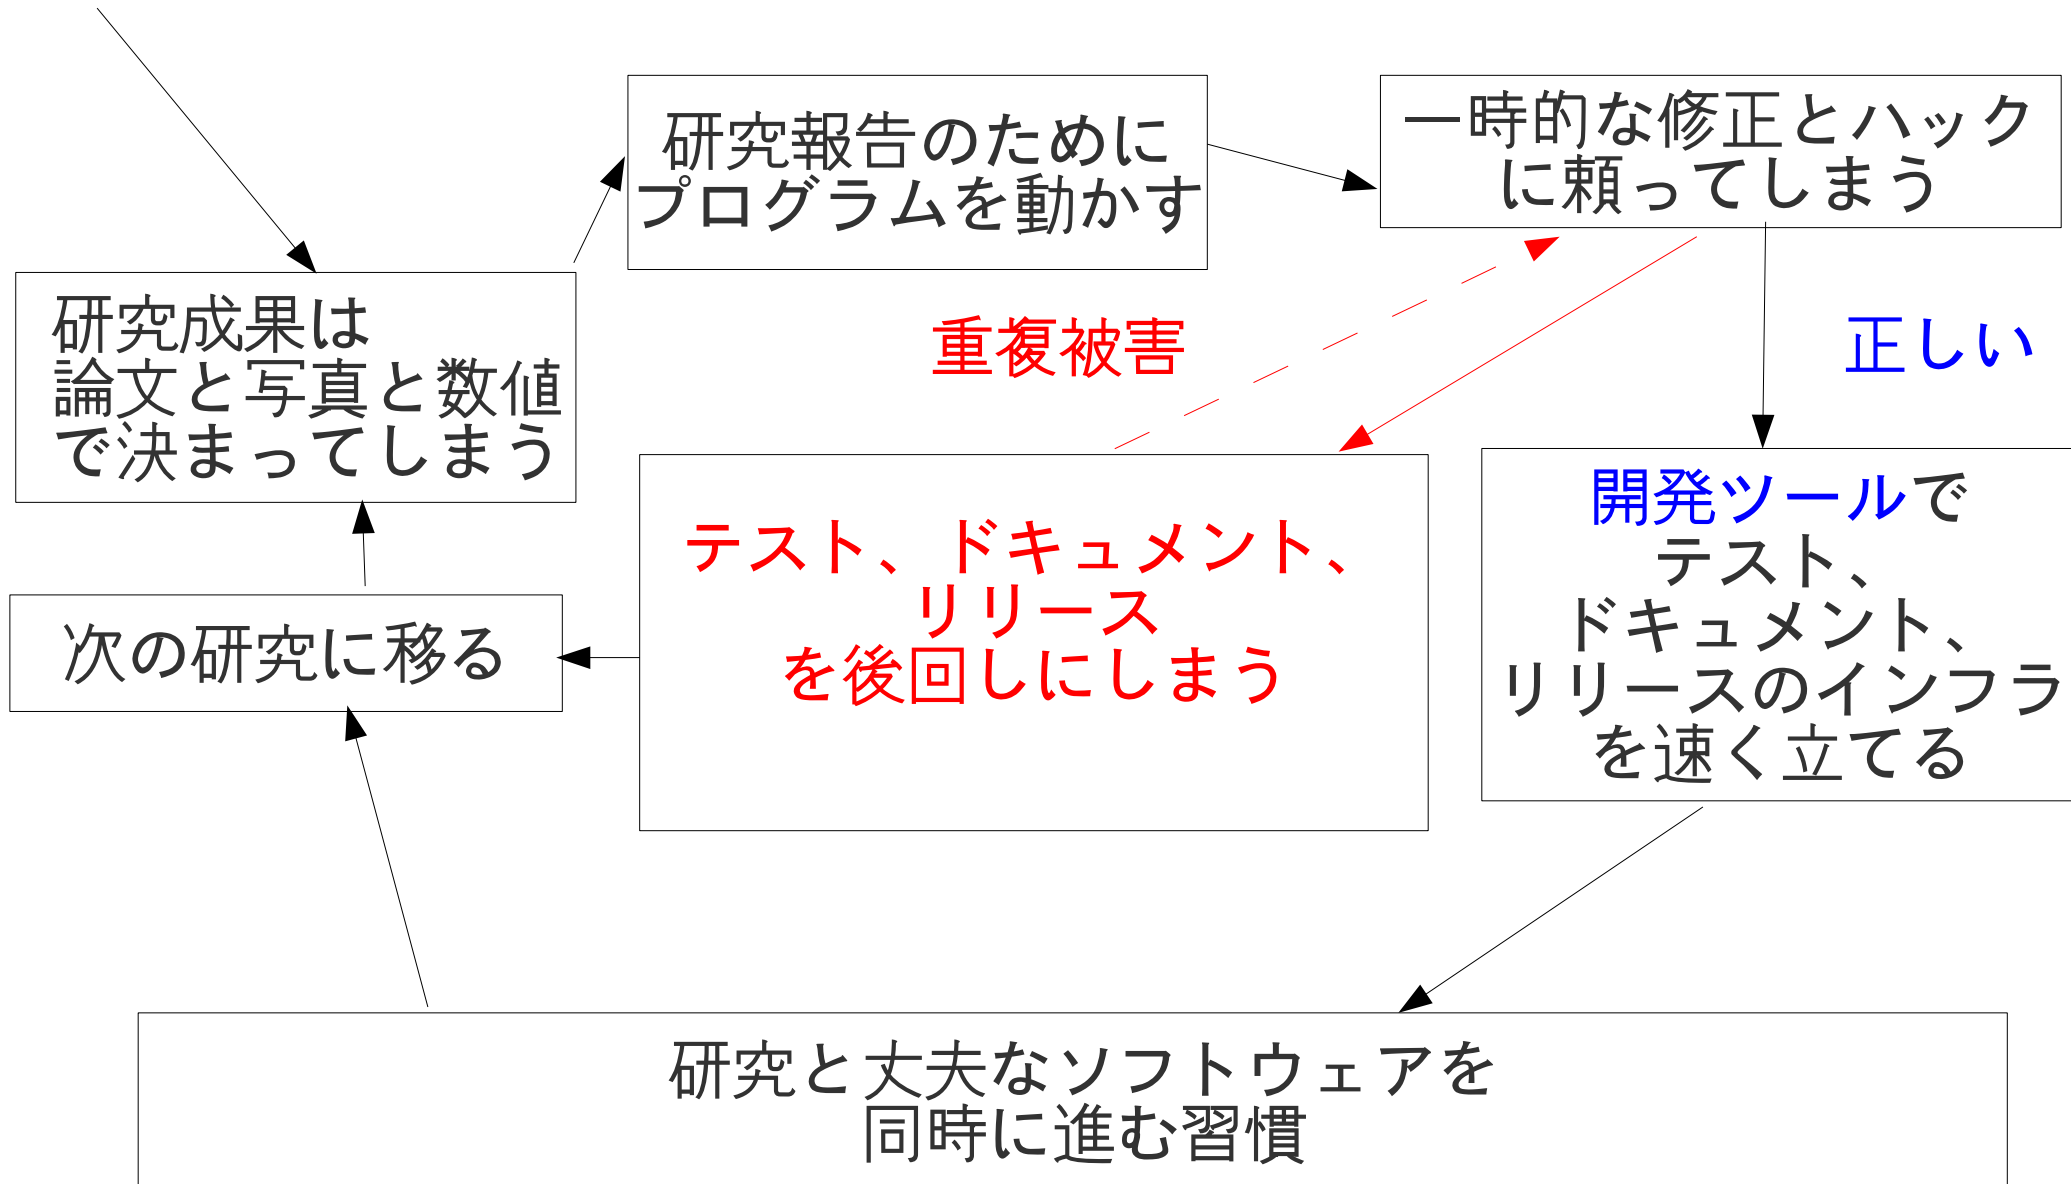 研究報告のために
プログラムを動かす
一時的な修正とハック
に頼ってしまう
研究成果は
論文と写真と数値
で決まってしまう
重複被害
正しい
テスト、ドキュメント、
リリース
を後回しにしまう
開発ツールで
テスト、
ドキュメント、
リリースのインフラ
を速く立てる
次の研究に移る
研究と丈夫なソフトウェアを
同時に進む習慣